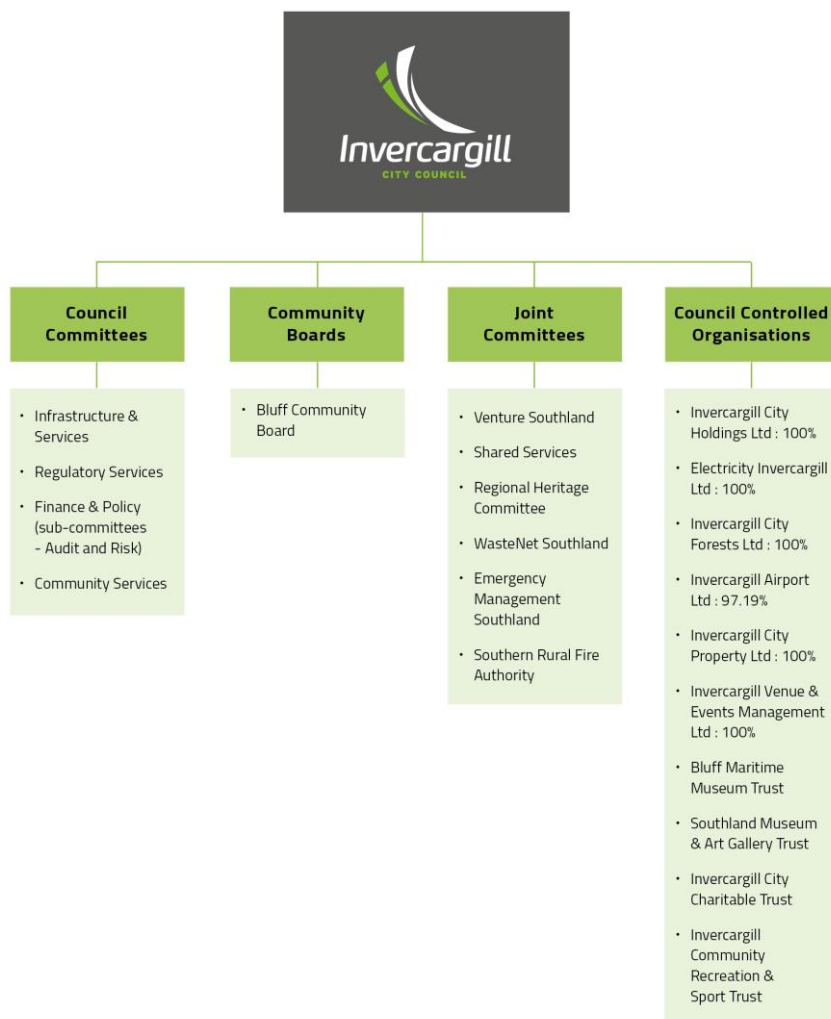 Invercargill
CITY COUNCIL
Council
Committees
• Infrastructure &
Services
• Regulatory Services
• Finance & Policy
(sub-committees
- Audit and Risk)
• Community Services
Community
Boards
• Bluff Community
Board
Joint
Committees
• Venture Southland
• Shared Services
• Regional Heritage
Committee
• WasteNet Southland
• Emergency
Management
Southland
• Southern Rural Fire
Authority
Council Controlled
Organisations
• Invercargill City
Holdings Ltd : 100%
• Electricity Invercargill
Ltd : 100%
• Invercargill City
Forests Ltd : 100%
• Invercargill Airport
Ltd : 97.19%
• Invercargill City
Property Ltd : 100%
• Invercargill Venue &
Events Management
Ltd : 100%
• Bluff Maritime
Museum Trust
• Southland Museum
& Art Gallery Trust
• Invercargill City
Charitable Trust
• Invercargill
Community
Recreation &
Sport Trust